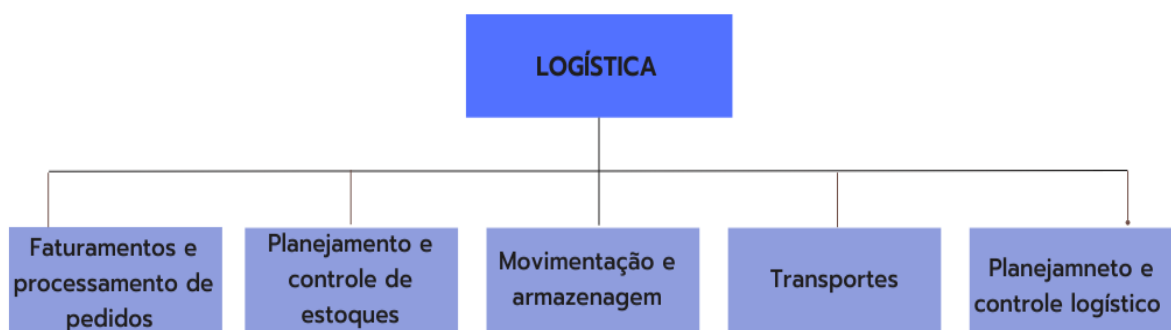 LOGÍSTICA
Faturamentos e
processamento de
pedidos
Planejamento e
controle de
estoques
Movimentação e
armazenagem
Transportes
Planejamneto e
controle logístico